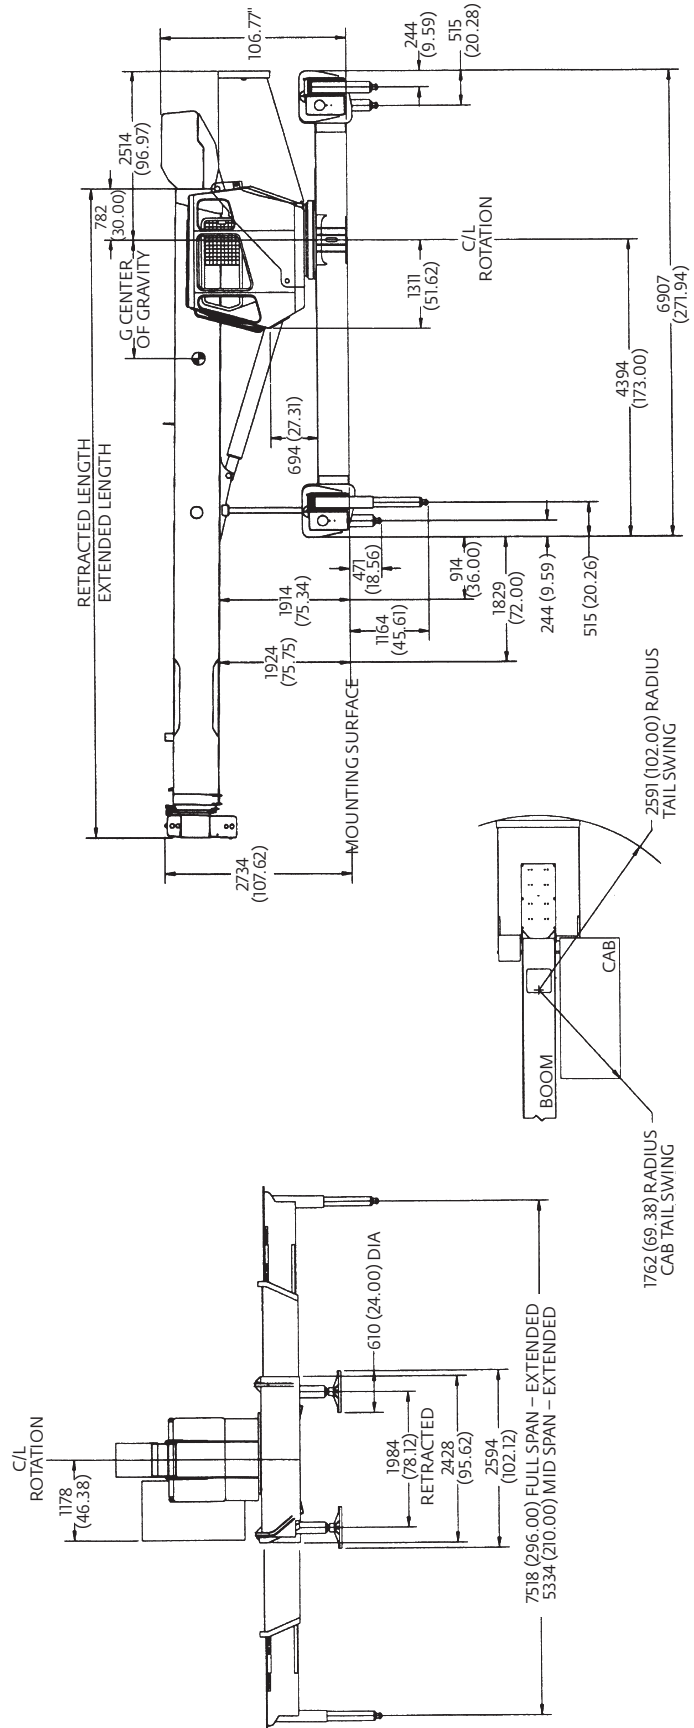 RETRACTED LENGTH
EXTENDED LENGTH
782
(30.00)
2514
(96.97)
106.77"
G CENTER
OF GRAVITY
244
(9.59)
515
(20.28)
C/L
ROTATION
1311
(51.62)
694 (27.31)
4394
(173.00)
6907
(271.94)
471
(18.56)
914
(36.00)
1829
(72.00)
244 (9.59)
515 (20.26)
1914
(75.34)
1164
(45.61)
1924
(75.75)
MOUNTING SURFACE
2734
(107.62)
2591 (102.00) RADIUS
TAIL SWING
BOOM
CAB
1762 (69.38) RADIUS
CAB TAIL SWING
C/L
ROTATION
1178
(46.38)
610 (24.00) DIA
1984
(78.12)
RETRACTED
2428
(95.62)
2594
(102.12)
7518 (296.00) FULL SPAN – EXTENDED
5334 (210.00) MID SPAN – EXTENDED